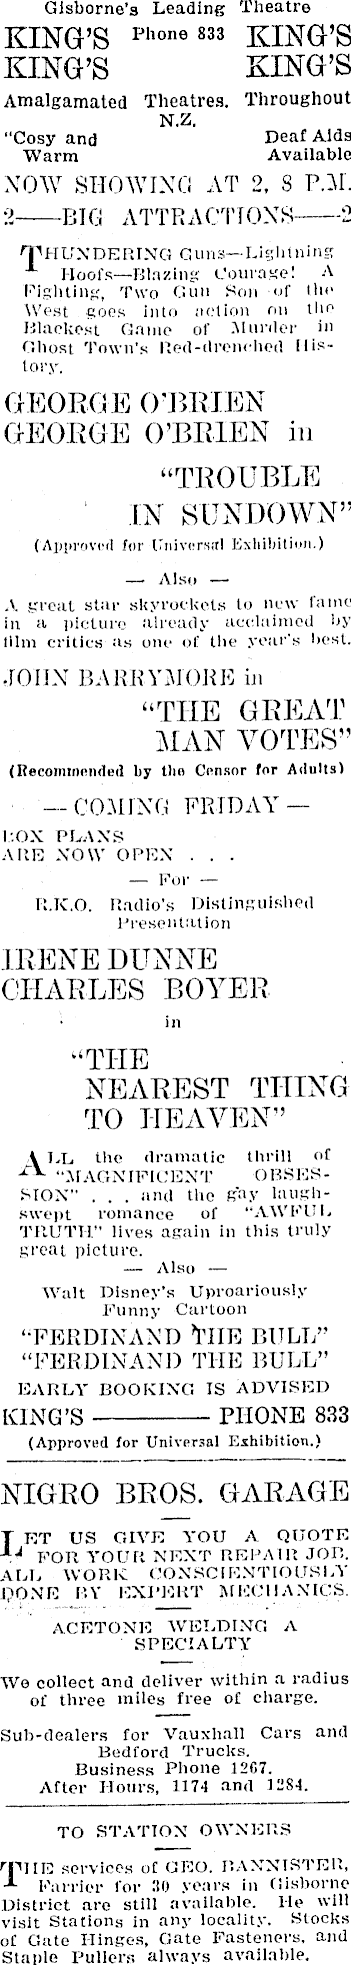 Gisborne's Leading Theatre
KING'S Phone 833 KING'S
KING'S KING'S
Amalgamated Theatres. Throughout
N.Z.
"Cosy and Deaf Aids
Warm Available
NOW SHOWING AT 2, 8 P.M.
2——BIG ATTRACTIONS——2
THUNDERING Guns—Lightning
Hoofs—Blazing Courage! A
Fighting, Two Gun Son of the
West goes into action on the
Blackest Game of Murder in
Ghost Town's Red-drenched His-
tory.
GEORGE O'BRIEN
GEORGE O'BRIEN in
"TROUBLE
IN SUNDOWN"
(Approved for Universal Exhibition.)
— Also —
A great star skyrockets to new fame
in a picture already acclaimed by
film critics as one of the year's best.
JOHN BARRYMORE in
"THE GREAT
MAN VOTES"
(Recommended by the Censor for Adults)
— COMING FRIDAY —
BOX PLANS
ARE NOW OPEN . . .
— For —
R.K.O. Radio's Distinguished
Presentation
IRENE DUNNE
CHARLES BOYER
in
"THE
NEAREST THING
TO HEAVEN"
ALL the dramatic thrill of
"MAGNIFICENT OBSES-
SION" . . . and the gay laugh-
swept romance of "AWFUL
TRUTH" lives again in this truly
great picture.
— Also —
Walt Disney's Uproariously
Funny Cartoon
"FERDINAND THE BULL"
"FERDINAND THE BULL"
EARLY BOOKING IS ADVISED
KING'S ———— PHONE 833
(Approved for Universal Exhibition.)
NIGRO BROS. GARAGE
LET US GIVE YOU A QUOTE
FOR YOUR NEXT REPAIR JOB.
ALL WORK CONSCIENTIOUSLY
DONE BY EXPERT MECHANICS.
ACETONE WELDING A
SPECIALTY
We collect and deliver within a radius
of three miles free of charge.
Sub-dealers for Vauxhall Cars and
Bedford Trucks.
Business Phone 1267.
After Hours, 1174 and 1284.
TO STATION OWNERS
THE services of GEO. BANNISTER,
Farrier for 30 years in Gisborne
District are still available. He will
visit Stations in any locality. Stocks
of Gate Hinges, Gate Fasteners, and
Staple Pullers always available.